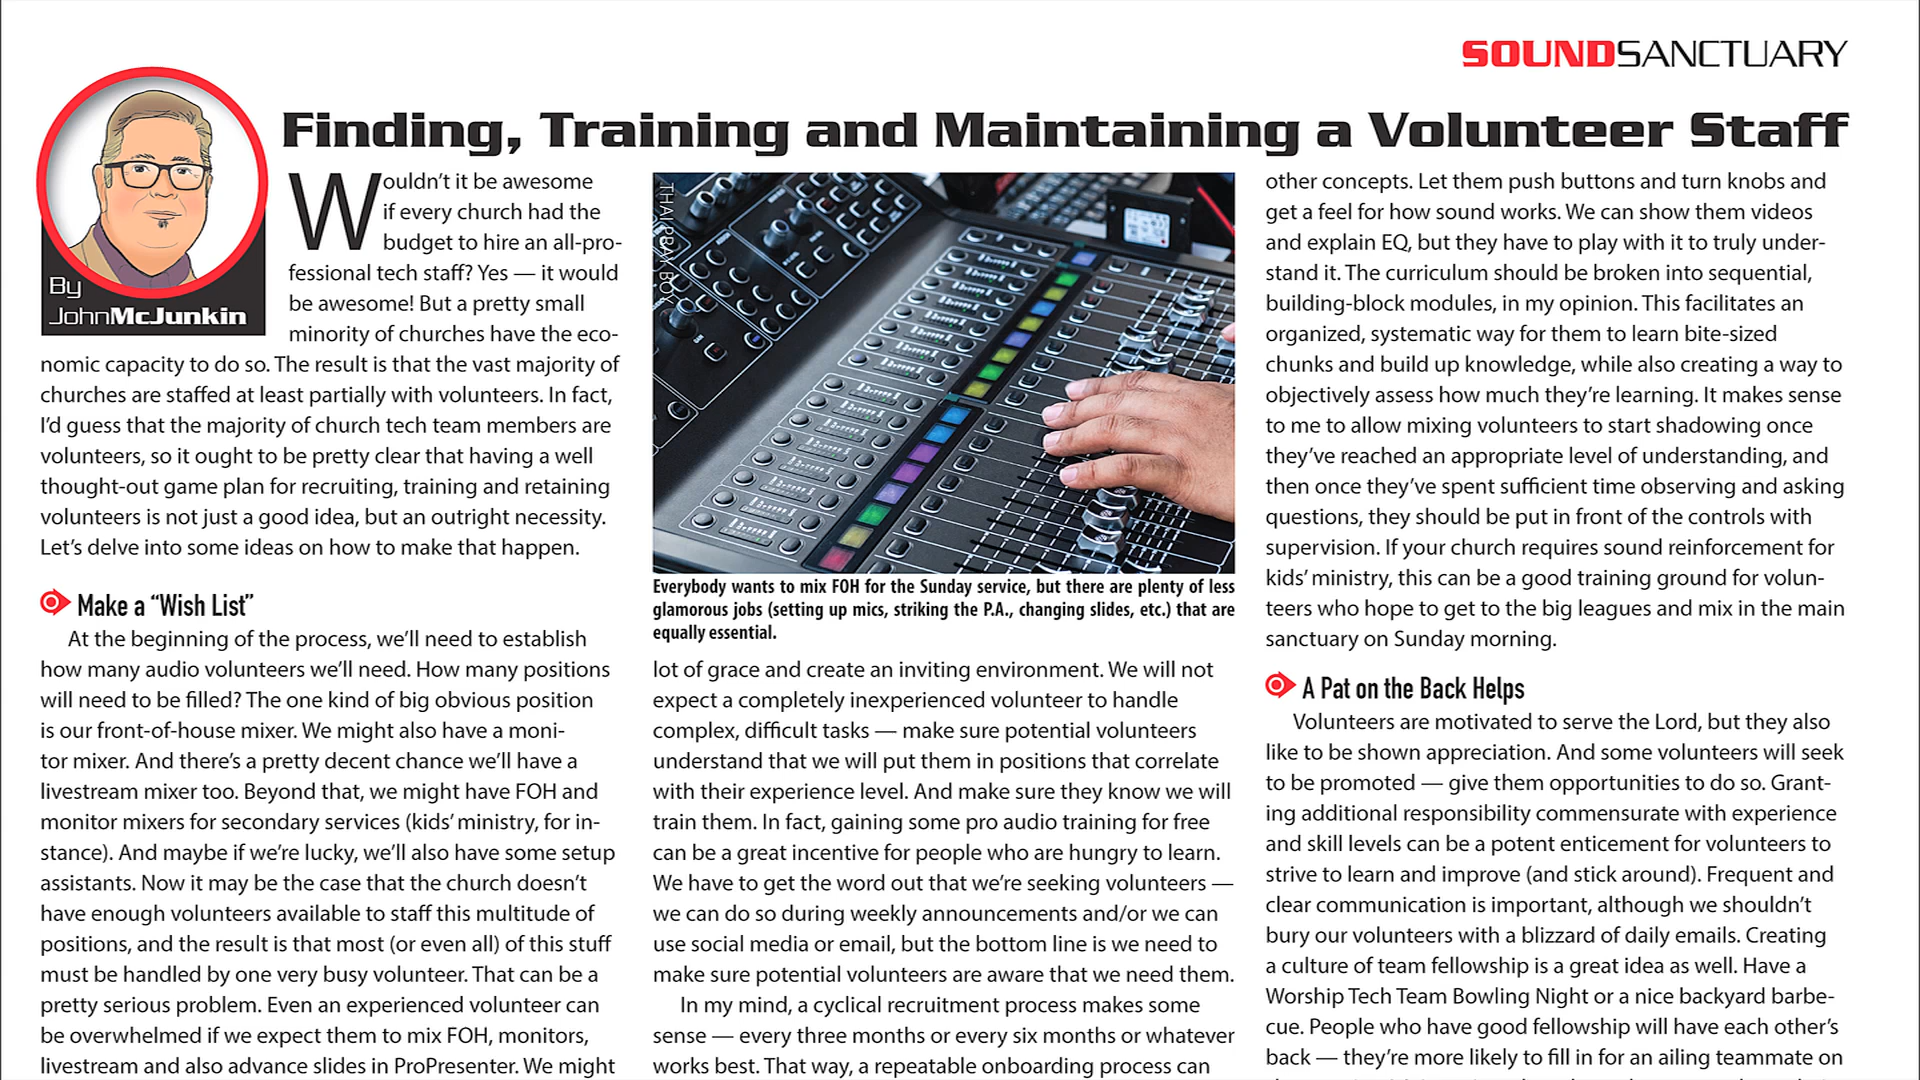 SOUNDSANCTUARY
Finding, Training and Maintaining a Volunteer Staff
By
JohnMcJunkin
Wouldn’t it be awesome
if every church had the
budget to hire an all-pro-
fessional tech staff? Yes — it would
be awesome! But a pretty small
minority of churches have the eco-
nomic capacity to do so. The result is that the vast majority of
churches are staffed at least partially with volunteers. In fact,
I’d guess that the majority of church tech team members are
volunteers, so it ought to be pretty clear that having a well
thought-out game plan for recruiting, training and retaining
volunteers is not just a good idea, but an outright necessity.
Let’s delve into some ideas on how to make that happen.
Make a “Wish List”
At the beginning of the process, we’ll need to establish
how many audio volunteers we’ll need. How many positions
will need to be filled? The one kind of big obvious position
is our front-of-house mixer. We might also have a moni-
tor mixer. And there’s a pretty decent chance we’ll have a
livestream mixer too. Beyond that, we might have FOH and
monitor mixers for secondary services (kids’ ministry, for in-
stance). And maybe if we’re lucky, we’ll also have some setup
assistants. Now it may be the case that the church doesn’t
have enough volunteers available to staff this multitude of
positions, and the result is that most (or even all) of this stuff
must be handled by one very busy volunteer. That can be a
pretty serious problem. Even an experienced volunteer can
be overwhelmed if we expect them to mix FOH, monitors,
livestream and also advance slides in ProPresenter. We might
Everybody wants to mix FOH for the Sunday service, but there are plenty of less
glamorous jobs (setting up mics, striking the P.A., changing slides, etc.) that are
equally essential.
lot of grace and create an inviting environment. We will not
expect a completely inexperienced volunteer to handle
complex, difficult tasks — make sure potential volunteers
understand that we will put them in positions that correlate
with their experience level. And make sure they know we will
train them. In fact, gaining some pro audio training for free
can be a great incentive for people who are hungry to learn.
We have to get the word out that we’re seeking volunteers —
we can do so during weekly announcements and/or we can
use social media or email, but the bottom line is we need to
make sure potential volunteers are aware that we need them.
In my mind, a cyclical recruitment process makes some
sense — every three months or every six months or whatever
works best. That way, a repeatable onboarding process can
other concepts. Let them push buttons and turn knobs and
get a feel for how sound works. We can show them videos
and explain EQ, but they have to play with it to truly under-
stand it. The curriculum should be broken into sequential,
building-block modules, in my opinion. This facilitates an
organized, systematic way for them to learn bite-sized
chunks and build up knowledge, while also creating a way to
objectively assess how much they’re learning. It makes sense
to me to allow mixing volunteers to start shadowing once
they’ve reached an appropriate level of understanding, and
then once they’ve spent sufficient time observing and asking
questions, they should be put in front of the controls with
supervision. If your church requires sound reinforcement for
kids’ ministry, this can be a good training ground for volun-
teers who hope to get to the big leagues and mix in the main
sanctuary on Sunday morning.
A Pat on the Back Helps
Volunteers are motivated to serve the Lord, but they also
like to be shown appreciation. And some volunteers will seek
to be promoted — give them opportunities to do so. Grant-
ing additional responsibility commensurate with experience
and skill levels can be a potent enticement for volunteers to
strive to learn and improve (and stick around). Frequent and
clear communication is important, although we shouldn’t
bury our volunteers with a blizzard of daily emails. Creating
a culture of team fellowship is a great idea as well. Have a
Worship Tech Team Bowling Night or a nice backyard barbe-
cue. People who have good fellowship will have each other’s
back — they’re more likely to fill in for an ailing teammate on